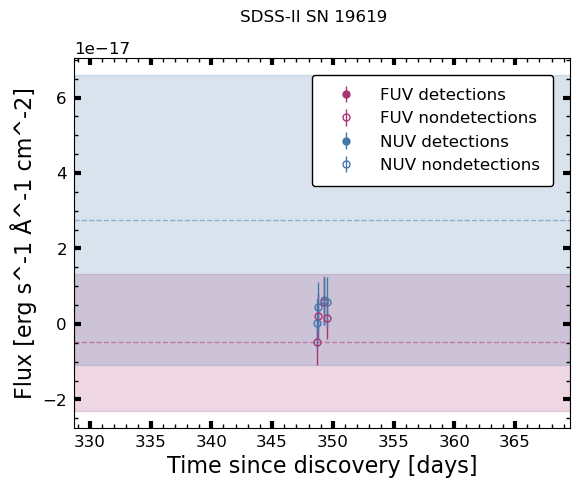 SDSS-II SN 19619
1e−17
FUV detections
FUV nondetections
NUV detections
NUV nondetections
6
4
2
0
−2
Flux [erg s^-1 Å^-1 cm^-2]
330 335 340 345 350 355 360 365
Time since discovery [days]